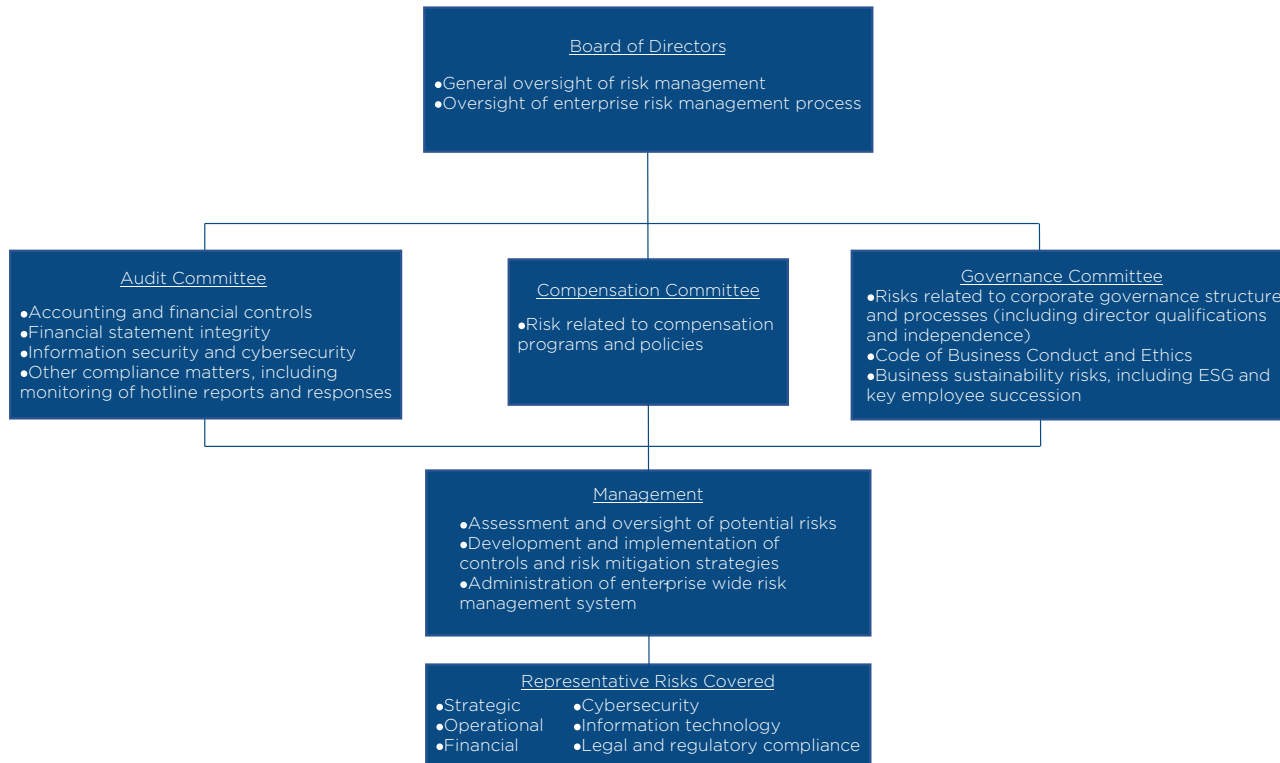 Board of Directors
●General oversight of risk management
●Oversight of enterprise risk management process
Audit Committee
●Accounting and financial controls
●Financial statement integrity
●Information security and cybersecurity
●Other compliance matters, including
monitoring of hotline reports and responses
Compensation Committee
●Risk related to compensation
programs and policies
Governance Committee
●Risks related to corporate governance structure
and processes (including director qualifications
and independence)
●Code of Business Conduct and Ethics
●Business sustainability risks, including ESG and
key employee succession
Management
●Assessment and oversight of potential risks
●Development and implementation of
controls and risk mitigation strategies
●Administration of enterprise-wide risk
management system
Representative Risks Covered
●Strategic ●Cybersecurity
●Operational ●Information technology
●Financial ●Legal and regulatory compliance